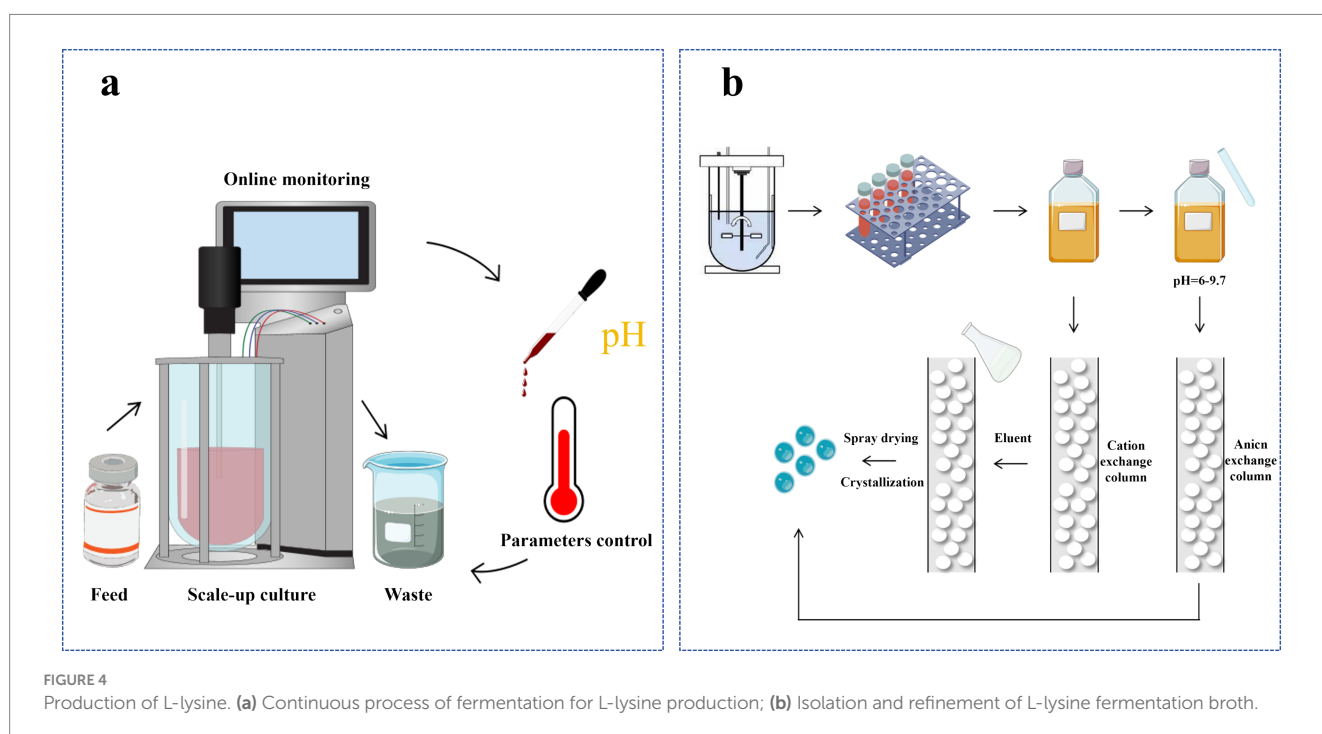 a
Online monitoring
pH
Parameters control
Feed
Scale-up culture
Waste
b
pH=6-9.7
Spray drying
Crystallization
Eluent
Cation
exchange
column
Anicn
exchange
column
FIGURE 4
Production of L-lysine. (a) Continuous process of fermentation for L-lysine production; (b) Isolation and refinement of L-lysine fermentation broth.